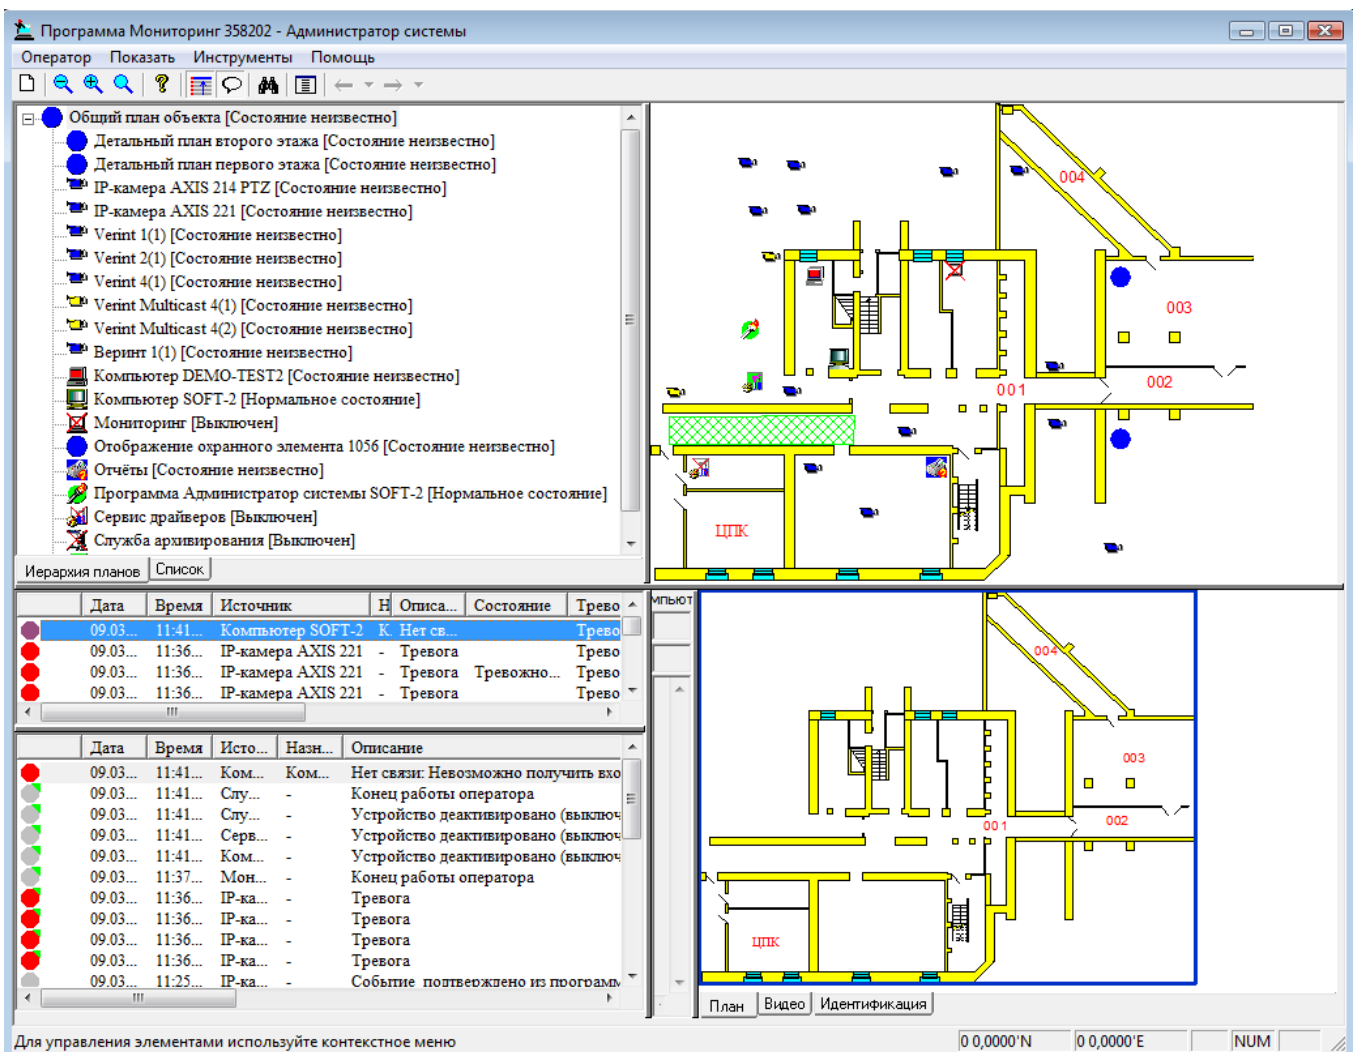 Программа Мониторинг 358202 - Администратор системы
Оператор Показать Инструменты Помощь
Общий план объекта [Состояние неизвестно]
Детальный план второго этажа [Состояние неизвестно]
Детальный план первого этажа [Состояние неизвестно]
IP-камера AXIS 214 PTZ [Состояние неизвестно]
IP-камера AXIS 221 [Состояние неизвестно]
Verint 1(1) [Состояние неизвестно]
Verint 2(1) [Состояние неизвестно]
Verint 4(1) [Состояние неизвестно]
Verint Multicast 4(1) [Состояние неизвестно]
Verint Multicast 4(2) [Состояние неизвестно]
Веринт 1(1) [Состояние неизвестно]
Компьютер DEMO-TEST2 [Состояние неизвестно]
Компьютер SOFT-2 [Нормальное состояние]
Мониторинг [Выключен]
Отображение охранного элемента 1056 [Состояние неизвестно]
Отчёты [Состояние неизвестно]
Программа Администратор системы SOFT-2 [Нормальное состояние]
Сервис драйверов [Выключен]
Служба архивирования [Выключен]
Иерархия планов Список
004
003
002
001
ЦПК
Дата Время Источник Н Описа... Состояние Трево
09.03... 11:41... Компьютер SOFT-2 К. Нет св... Трево
09.03... 11:36... IP-камера AXIS 221 - Тревога Трево
09.03... 11:36... IP-камера AXIS 221 - Тревога Тревожно... Трево
09.03... 11:36... IP-камера AXIS 221 - Тревога Трево
Дата Время Исто... Назн... Описание
09.03... 11:41... Ком... Ком... Нет связи: Невозможно получить вхо
09.03... 11:41... Слу... - Конец работы оператора
09.03... 11:41... Слу... - Устройство деактивировано (выключ
09.03... 11:41... Серв... - Устройство деактивировано (выключ
09.03... 11:41... Ком... - Устройство деактивировано (выключ
09.03... 11:37... Мон... - Конец работы оператора
09.03... 11:36... IP-ка... - Тревога
09.03... 11:36... IP-ка... - Тревога
09.03... 11:36... IP-ка... - Тревога
09.03... 11:36... IP-ка... - Тревога
09.03... 11:25... IP-ка... - Событие подтверждено из программ
мпьют
004
003
002
001
ЦПК
План Видео Идентификация
Для управления элементами используйте контекстное меню
0 0,0000'N 0 0,0000'E NUM